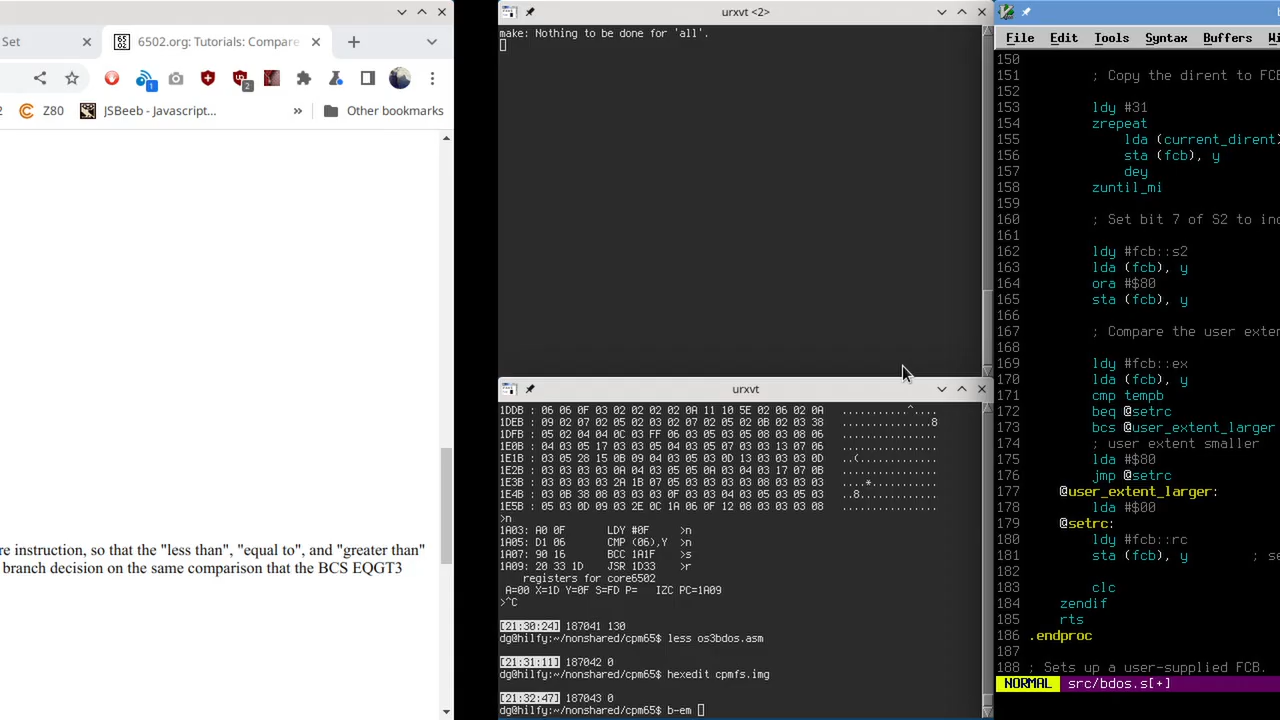 Set
6502.org: Tutorials: Compare
1
2
2
Z80
JSBeeb - Javascript...
»
Other bookmarks
re instruction, so that the "less than", "equal to", and "greater than"
branch decision on the same comparison that the BCS EQGT3
urxvt <2>
make: Nothing to be done for 'all'.
urxvt
1DDB : 06 06 0F 03 02 02 02 02 0A 11 10 5E 02 06 02 0A ...........^....
1DEB : 09 02 07 02 05 02 03 02 07 02 05 02 0B 02 03 38 ...............8
1DFB : 05 02 04 04 0C 03 FF 06 03 05 03 05 08 03 08 06 ................
1E0B : 04 03 05 17 03 03 05 04 03 07 03 03 13 07 03 06 ................
1E1B : 03 05 28 15 0B 09 04 03 05 03 0D 13 03 03 03 0D ..(.............
1E2B : 03 03 03 03 0A 04 03 05 05 0A 03 04 03 17 07 0B ................
1E3B : 03 03 03 03 2A 1B 07 05 03 03 03 03 08 03 03 03 ....*...........
1E4B : 03 0B 38 08 03 03 03 0F 03 03 04 03 05 03 05 03 ..8.............
1E5B : 05 03 0D 09 03 2E 0C 1A 06 0F 12 08 03 03 03 08 ................
>n
1A03: A0 0F LDY #0F >n
1A05: D1 06 CMP (06),Y >n
1A07: 90 16 BCC 1A1F >s
1A09: 20 33 1D JSR 1D33 >r
registers for core6502
A=00 X=1D Y=0F S=FD P= IZC PC=1A09
>^C
[21:30:24] 187041 130
dg@hilfy:~/nonshared/cpm65$ less os3bdos.asm
[21:31:11] 187042 0
dg@hilfy:~/nonshared/cpm65$ hexedit cpmfs.img
[21:32:47] 187043 0
dg@hilfy:~/nonshared/cpm65$ b-em
File Edit Tools Syntax Buffers Wi
150
151 ; Copy the dirent to FCB
152
153 ldy #31
154 zrepeat
155 lda (current_dirent)
156 sta (fcb), y
157 dey
158 zuntil_mi
159
160 ; Set bit 7 of S2 to in
161
162 ldy #fcb::s2
163 lda (fcb), y
164 ora #$80
165 sta (fcb), y
166
167 ; Compare the user exten
168
169 ldy #fcb::ex
170 lda (fcb), y
171 cmp tempb
172 beq @setrc
173 bcs @user_extent_larger
174 ; user extent smaller
175 lda #$80
176 jmp @setrc
177 @user_extent_larger:
178 lda #$00
179 @setrc:
180 ldy #fcb::rc
181 sta (fcb), y ; se
182
183 clc
184 zendif
185 rts
186 .endproc
187
188 ; Sets up a user-supplied FCB.
NORMAL src/bdos.s[+]